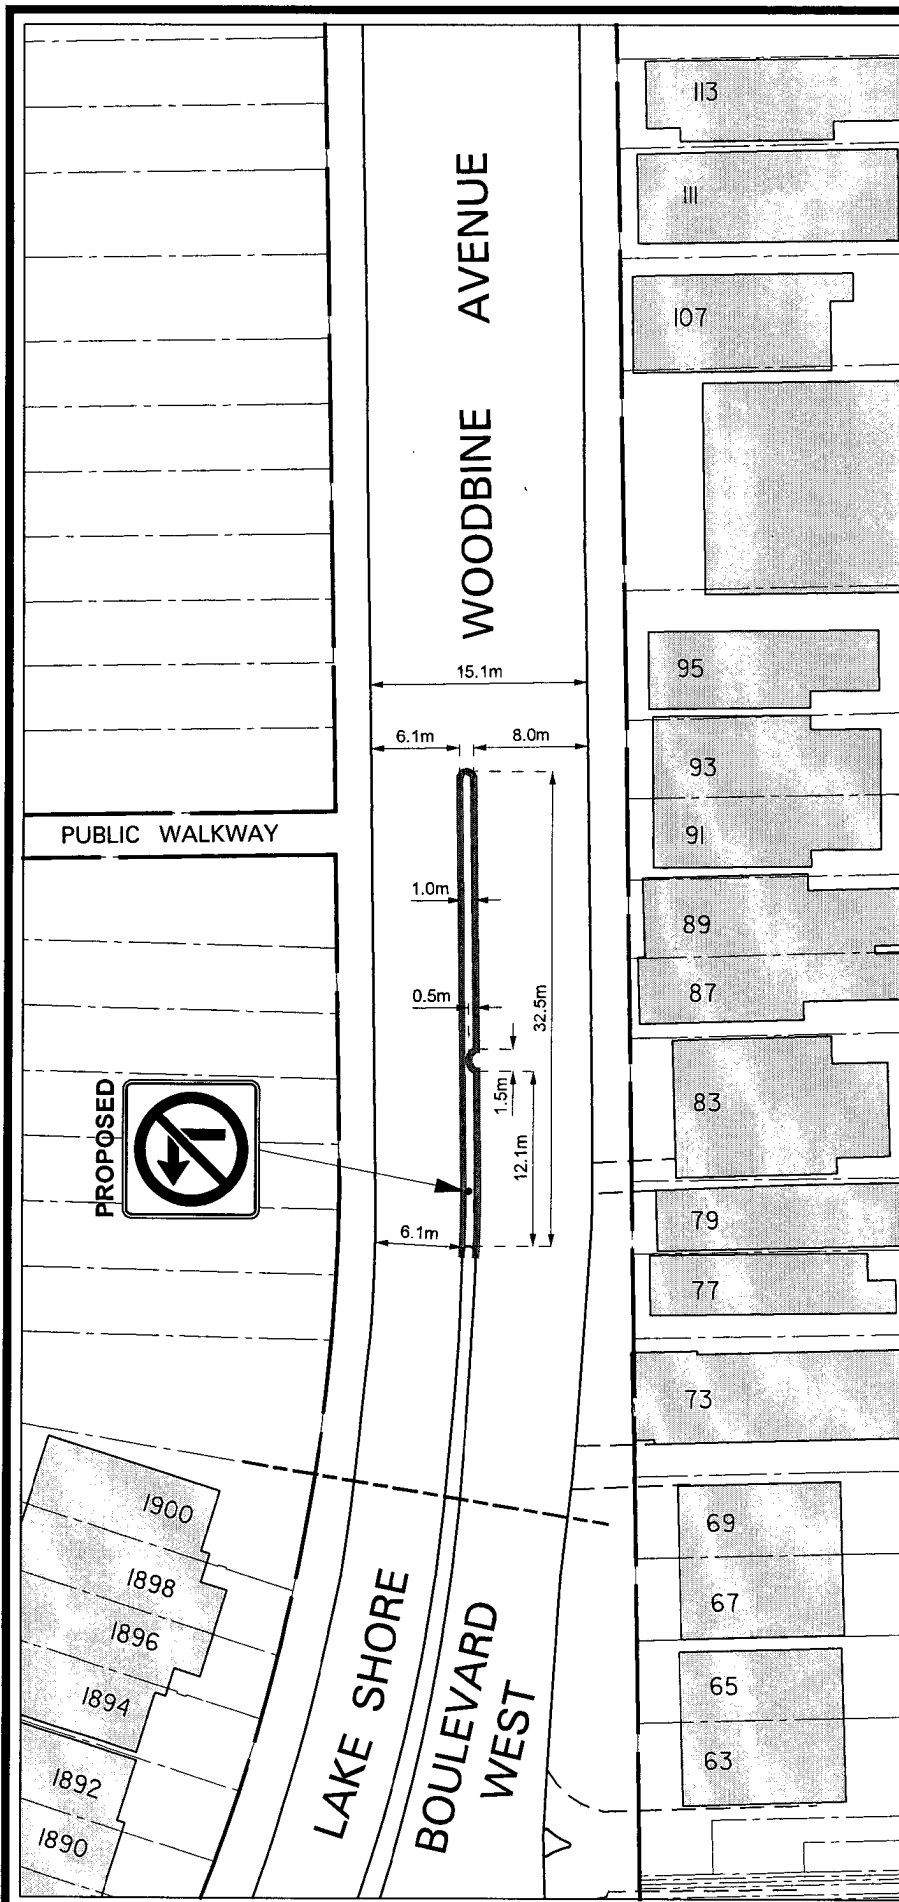 113
111
107
WOODBINE AVENUE
15.1m
95
6.1m
8.0m
93
PUBLIC WALKWAY
91
1.0m
89
0.5m
87
32.5m
1.5m
PROPOSED
83
12.1m
79
6.1m
77
73
1900
69
1898
67
1896
LAKE SHORE
BOULEVARD
WEST
65
1894
63
1892
1890